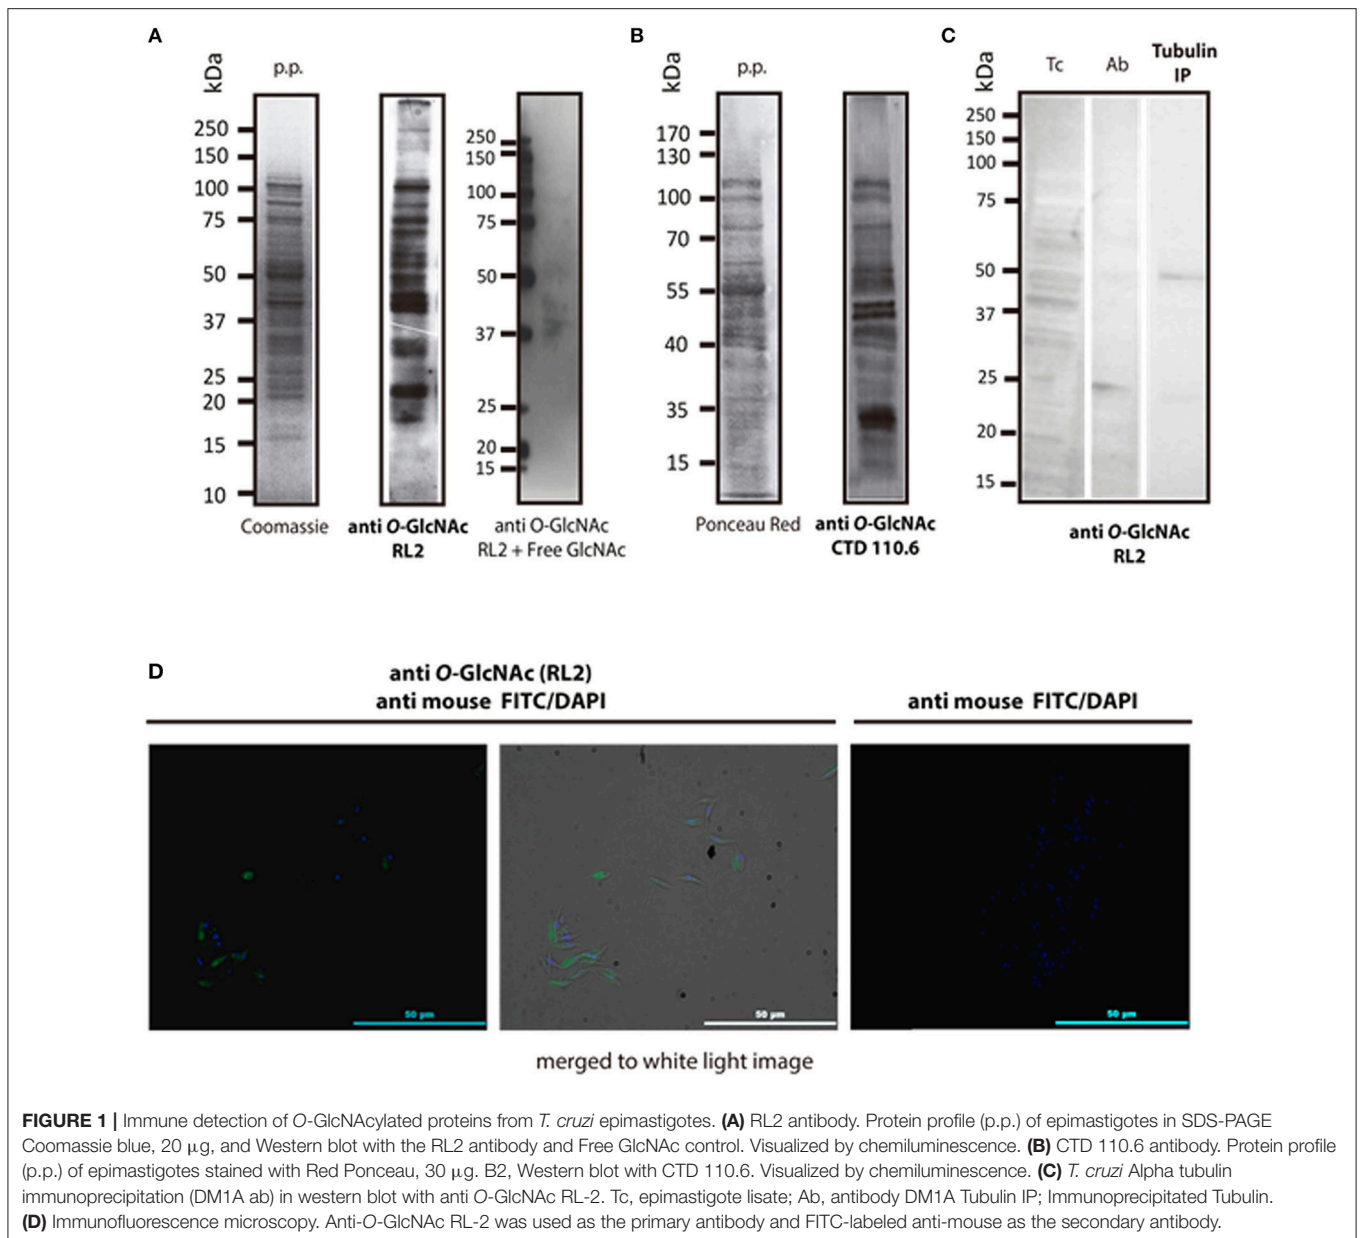 A
B
C
kDa
p.p.
250
150
100
75
50
37
25
20
15
10
Coomassie
anti O-GlcNAc
RL2
250
150
100
75
50
37
25
20
15
anti O-GlcNAc
RL2 + Free GlcNAc
kDa
p.p.
170
130
100
70
55
40
35
15
Ponceau Red
anti O-GlcNAc
CTD 110.6
kDa
Tc
Ab
Tubulin
IP
250
150
100
75
50
37
25
20
15
anti O-GlcNAc
RL2
D
anti O-GlcNAc (RL2)
anti mouse FITC/DAPI
anti mouse FITC/DAPI
50 µm
50 µm
50 µm
merged to white light image
FIGURE 1 | Immune detection of O-GlcNAcylated proteins from T. cruzi epimastigotes. (A) RL2 antibody. Protein profile (p.p.) of epimastigotes in SDS-PAGE
Coomassie blue, 20 µg, and Western blot with the RL2 antibody and Free GlcNAc control. Visualized by chemiluminescence. (B) CTD 110.6 antibody. Protein profile
(p.p.) of epimastigotes stained with Red Ponceau, 30 µg. B2, Western blot with CTD 110.6. Visualized by chemiluminescence. (C) T. cruzi Alpha tubulin
immunoprecipitation (DM1A ab) in western blot with anti O-GlcNAc RL-2. Tc, epimastigote lisate; Ab, antibody DM1A Tubulin IP; Immunoprecipitated Tubulin.
(D) Immunofluorescence microscopy. Anti-O-GlcNAc RL-2 was used as the primary antibody and FITC-labeled anti-mouse as the secondary antibody.